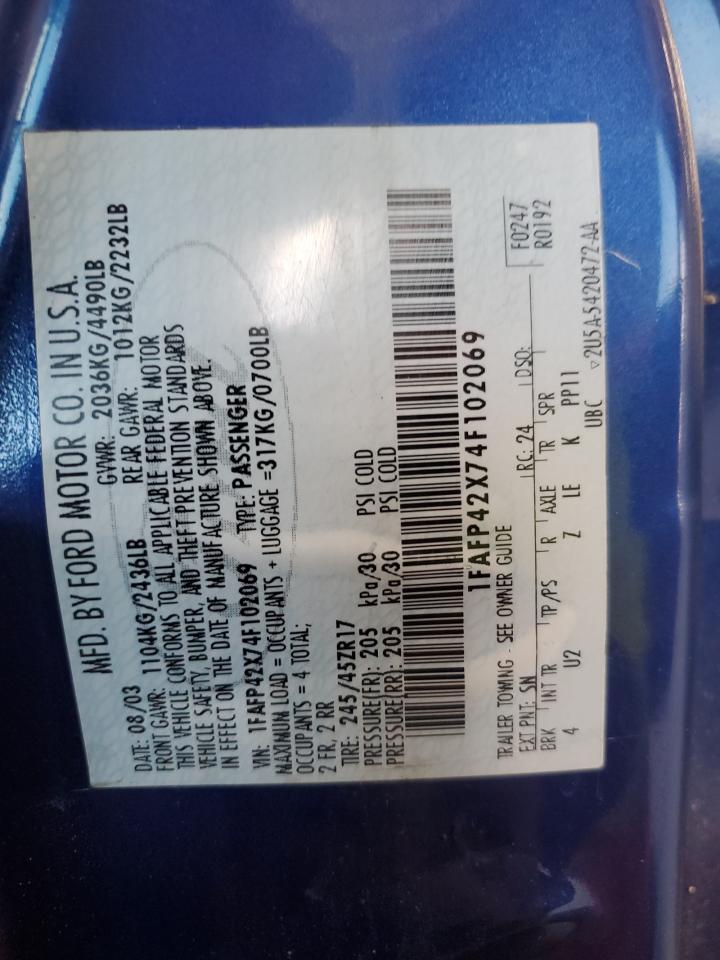 MFD. BY FORD MOTOR CO. IN U.S.A.
DATE: 08/03 GVWR: 2036KG/4490LB
FRONT GAWR: 1104KG/2436LB REAR GAWR: 1012KG/2232LB
THIS VEHICLE CONFORMS TO ALL APPLICABLE FEDERAL MOTOR
VEHICLE SAFETY, BUMPER, AND THEFT PREVENTION STANDARDS
IN EFFECT ON THE DATE OF MANUFACTURE SHOWN ABOVE.
VIN: 1FAFP42X74F102069 TYPE: PASSENGER
MAXIMUM LOAD = OCCUPANTS + LUGGAGE =317KG/0700LB
OCCUPANTS = 4 TOTAL;
2 FR, 2 RR
TIRE: 245/45ZR17
PRESSURE(FR): 205 kPa/30 PSI COLD
PRESSURE(RR): 205 kPa/30 PSI COLD
1FAFP42X74F102069
TRAILER TOWING - SEE OWNER GUIDE
F0247
R0192
EXT PNT: SN RC: 24 DSO:
BRK INT TR TP/PS R AXLE TR SPR
4 U2 Z LE K PP11
UBC ▽2U5A-5420472-AA